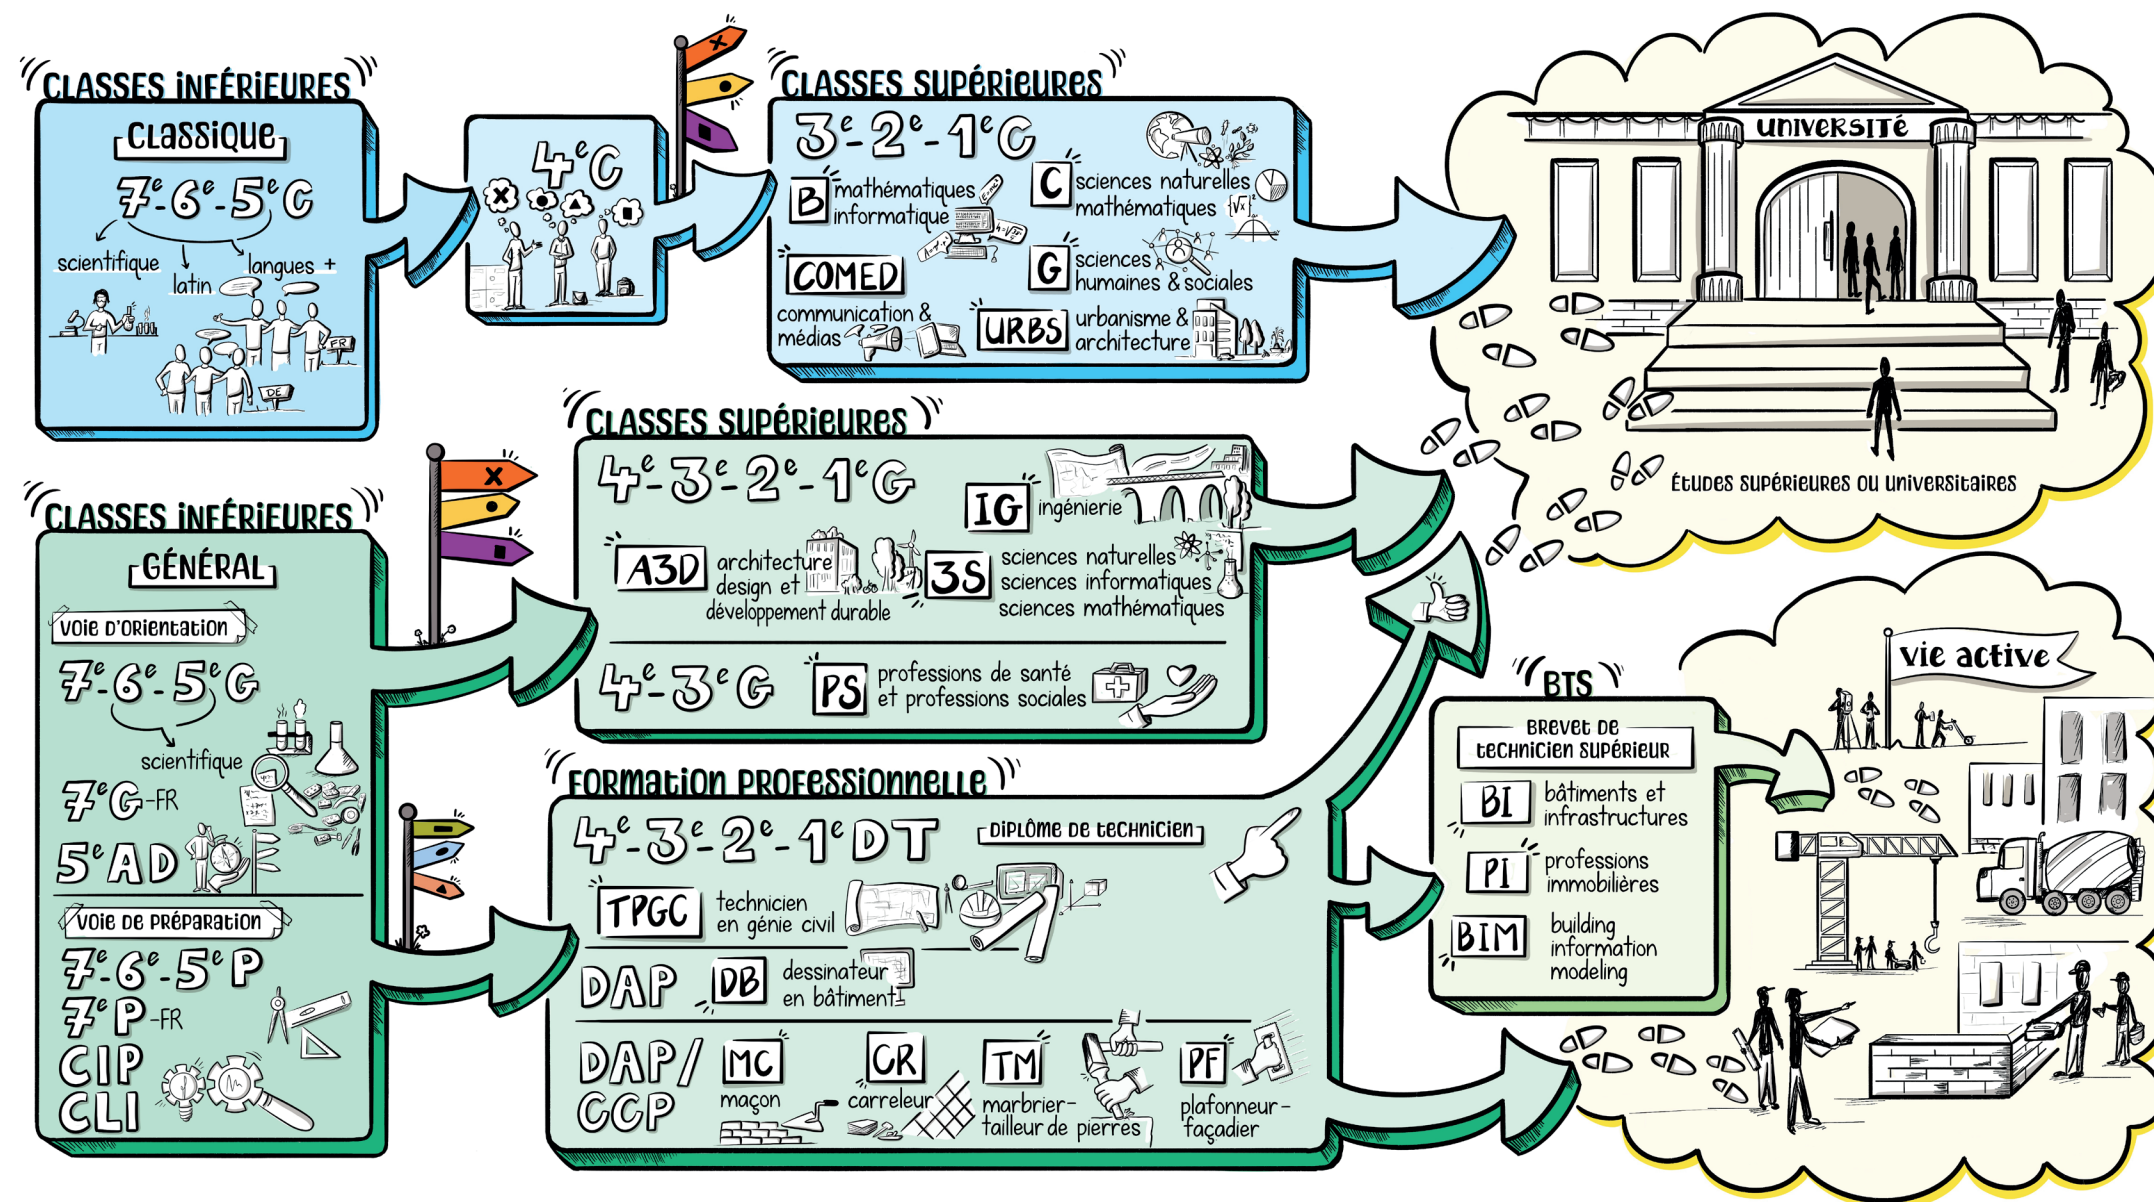 CLASSES INFÉRIEURES
CLASSIQUE
7e-6e-5e C
scientifique
latin
langues +
FR
DE
4e C
CLASSES SUPÉRIEURES
3e-2e-1e C
B
mathématiques
informatique
C
sciences naturelles
mathématiques
√x
COMED
communication &
médias
G
sciences
humaines & sociales
URBS
urbanisme &
architecture
UNIVERSITÉ
ÉTUDES SUPÉRIEURES OU UNIVERSITAIRES
CLASSES INFÉRIEURES
GÉNÉRAL
VOIE D'ORIENTATION
7e-6e-5e G
scientifique
7e G-FR
5e AD
VOIE DE PRÉPARATION
7e-6e-5e P
7e P-FR
CIP
CLI
CLASSES SUPÉRIEURES
4e-3e-2e-1e G
IG
ingénierie
A3D
architecture
design et
développement durable
3S
sciences naturelles
sciences informatiques
sciences mathématiques
4e-3e G
PS
professions de santé
et professions sociales
FORMATION PROFESSIONNELLE
4e-3e-2e-1e DT
DIPLÔME DE TECHNICIEN
TPGC
technicien
en génie civil
DAP
DB
dessinateur
en bâtiment
DAP/
CCP
MC
maçon
CR
carreleur
TM
marbrier-
tailleur de pierres
PF
plafonneur-
façadier
BTS
BREVET DE
TECHNICIEN SUPÉRIEUR
BI
bâtiments et
infrastructures
PI
professions
immobilières
BIM
building
information
modeling
VIE ACTIVE